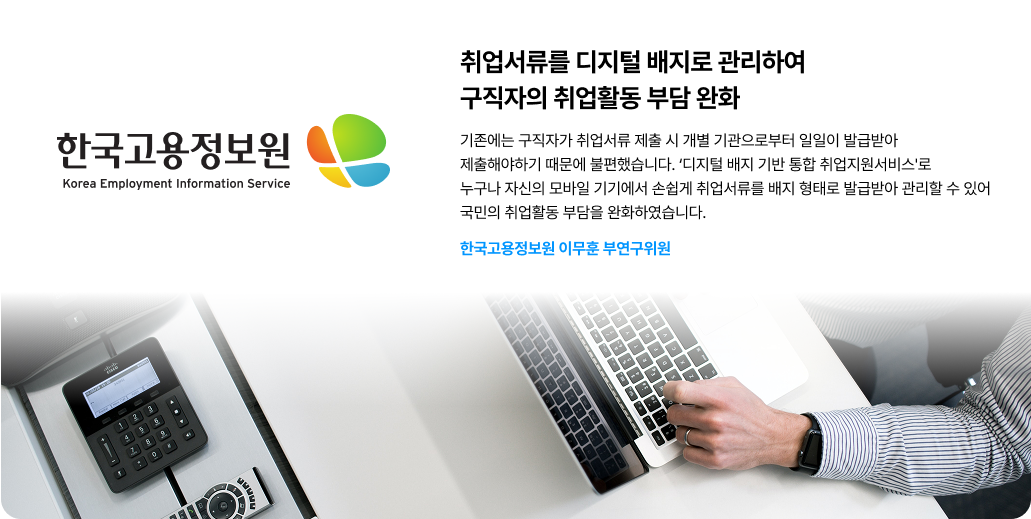 취업서류를 디지털 배지로 관리하여
구직자의 취업활동 부담 완화
한국고용정보원
Korea Employment Information Service
기존에는 구직자가 취업서류 제출 시 개별 기관으로부터 일일이 발급받아
제출해야하기 때문에 불편했습니다. ‘디지털 배지 기반 통합 취업지원서비스'로
누구나 자신의 모바일 기기에서 손쉽게 취업서류를 배지 형태로 발급받아 관리할 수 있어
국민의 취업활동 부담을 완화하였습니다.
한국고용정보원 이무훈 부연구위원